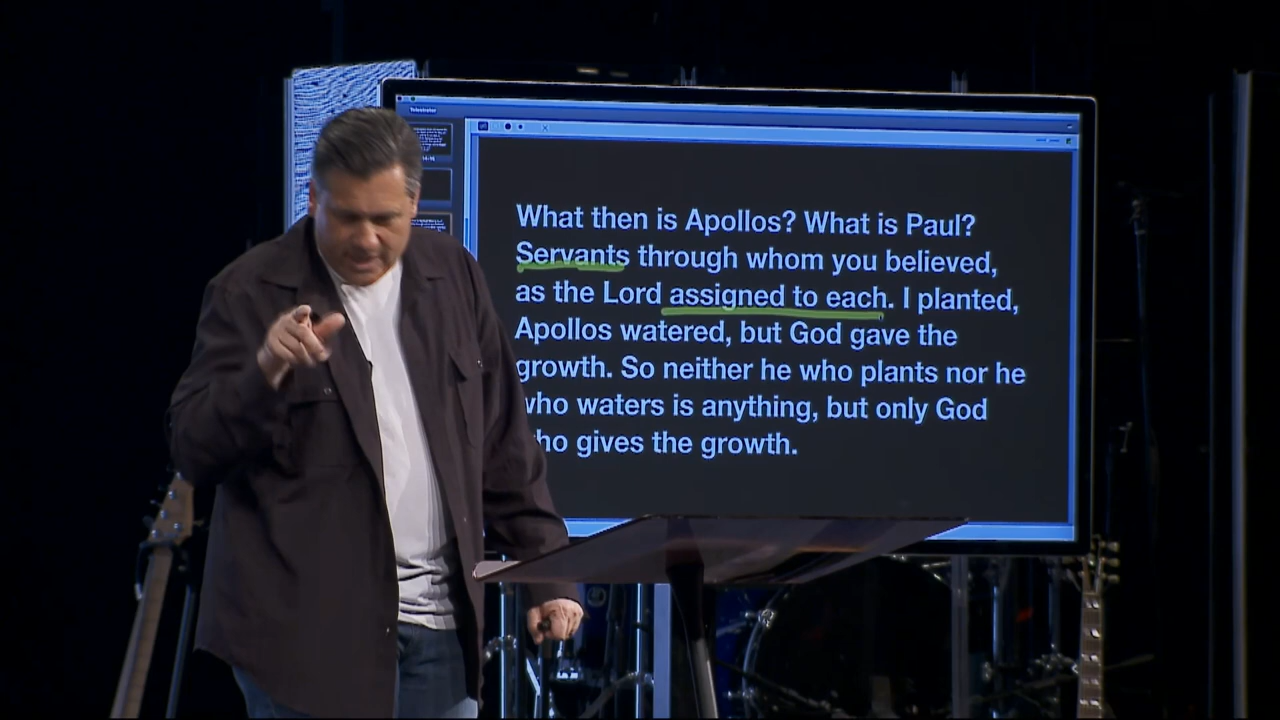 Telestrator
What then is Apollos? What is Paul?
Servants through whom you believed,
as the Lord assigned to each. I planted,
Apollos watered, but God gave the
growth. So neither he who plants nor he
who waters is anything, but only God
who gives the growth.